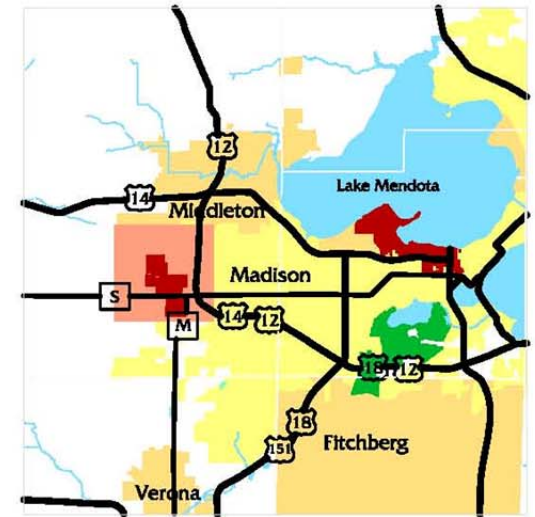 12
Lake Mendota
14
Middleton
Madison
S
M
14 12
18 12
18
Fitchberg
151
Verona